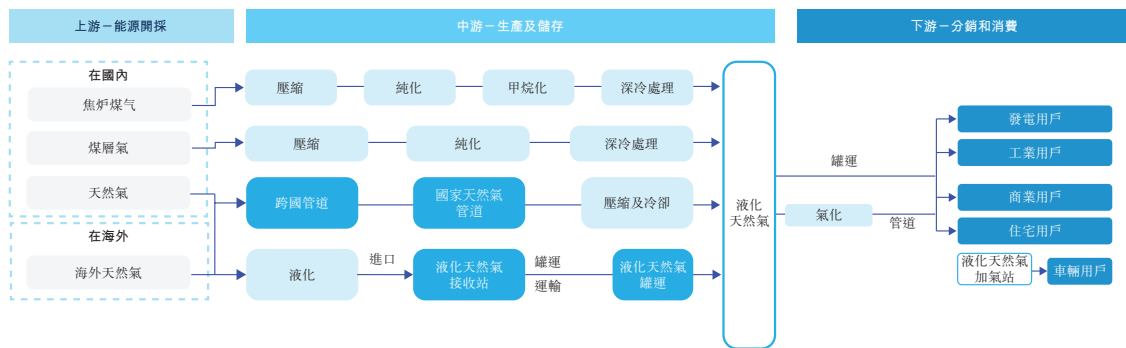 上游－能源開採
中游－生產及儲存
下游－分銷和消費
在國內
焦炉煤气
壓縮
純化
甲烷化
深冷處理
煤層氣
壓縮
純化
深冷處理
天然氣
跨國管道
國家天然氣
管道
壓縮及冷卻
在海外
海外天然氣
液化
進口
液化天然氣
接收站
罐運
運輸
液化天然氣
罐運
液化
天然氣
罐運
氣化
管道
發電用戶
工業用戶
商業用戶
住宅用戶
液化天然氣
加氣站
車輛用戶